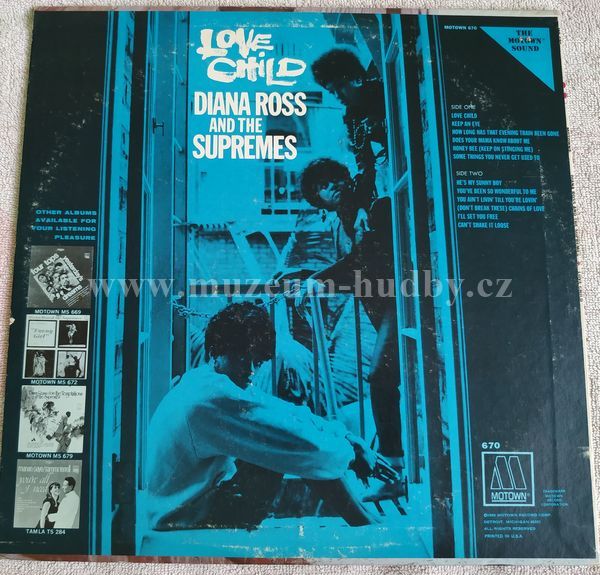 LOVE
CHILD
DIANA ROSS
AND THE
SUPREMES
MOTOWN 670
THE
MOTOWN
SOUND
SIDE ONE
LOVE CHILD
KEEP AN EYE
HOW LONG HAS THAT EVENING TRAIN BEEN GONE
DOES YOUR MAMA KNOW ABOUT ME
HONEY BEE (KEEP ON STINGING ME)
SOME THINGS YOU NEVER GET USED TO
SIDE TWO
HE'S MY SUNNY BOY
YOU'VE BEEN SO WONDERFUL TO ME
YOU AIN'T LIVIN' TILL YOU'RE LOVIN'
(DON'T BREAK THESE) CHAINS OF LOVE
I'LL SET YOU FREE
CAN'T SHAKE IT LOOSE
OTHER ALBUMS
AVAILABLE FOR
YOUR LISTENING
PLEASURE
four tops
MOTOWN MS 669
MOTOWN MS 672
MOTOWN MS 679
TAMLA TS 284
www.muzeum-hudby.cz
670
M
MOTOWN
TRADEMARK
MOTOWN
RECORD
CORPORATION
MOTOWN RECORD CORP.
DETROIT, MICHIGAN
ALL RIGHTS RESERVED
PRINTED IN U.S.A.